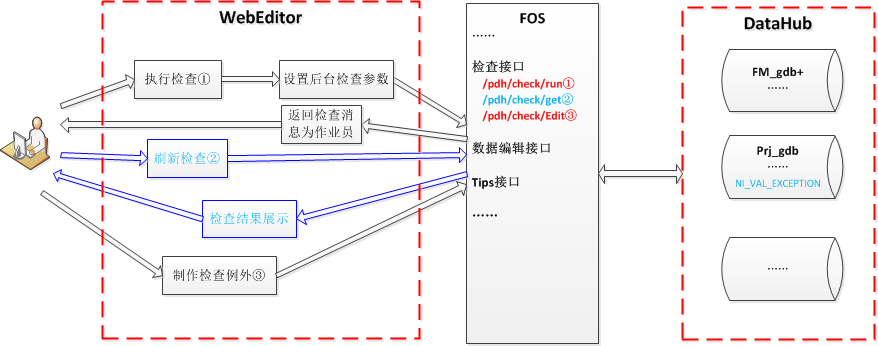 WebEditor
执行检查①
设置后台检查参数
返回检查消
息为作业员
刷新检查②
检查结果展示
制作检查例外③
FOS
......
检查接口
/pdh/check/run①
/pdh/check/get②
/pdh/check/Edit③
数据编辑接口
Tips接口
......
DataHub
FM_gdb+
......
Prj_gdb
......
NI_VAL_EXCEPTION
......